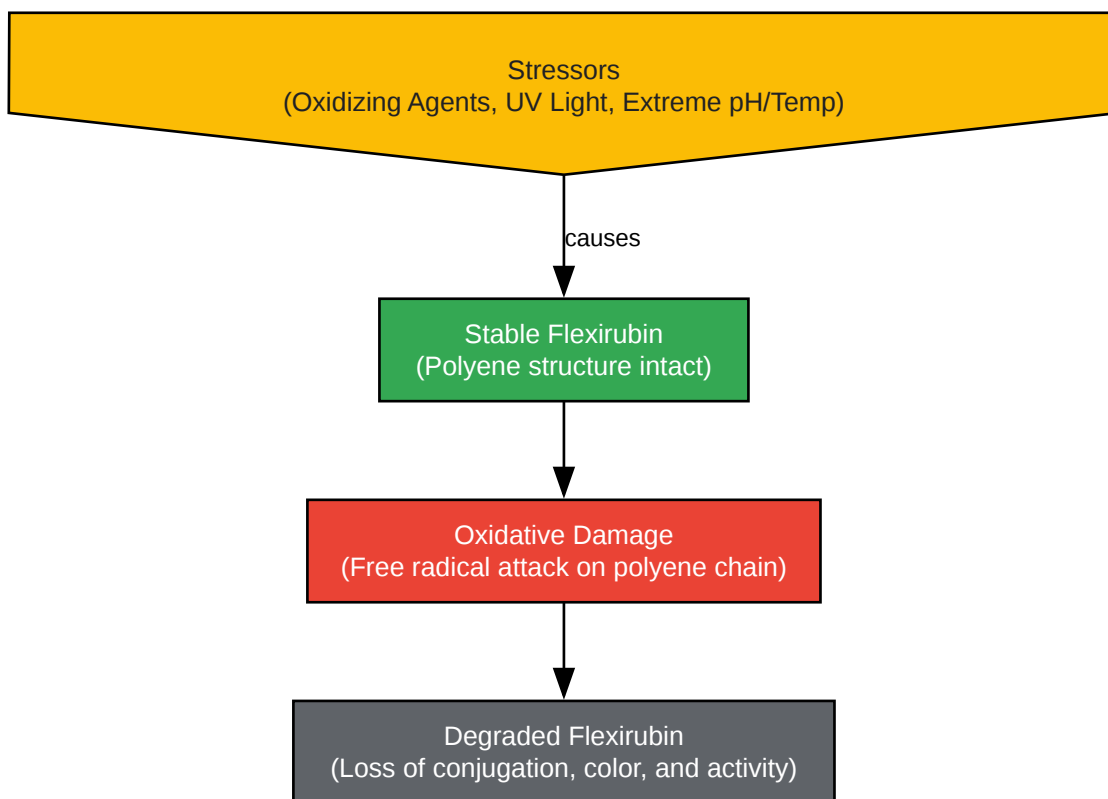 Stressors
(Oxidizing Agents, UV Light, Extreme pH/Temp)
causes
Stable Flexirubin
(Polyene structure intact)
Oxidative Damage
(Free radical attack on polyene chain)
Degraded Flexirubin
(Loss of conjugation, color, and activity)